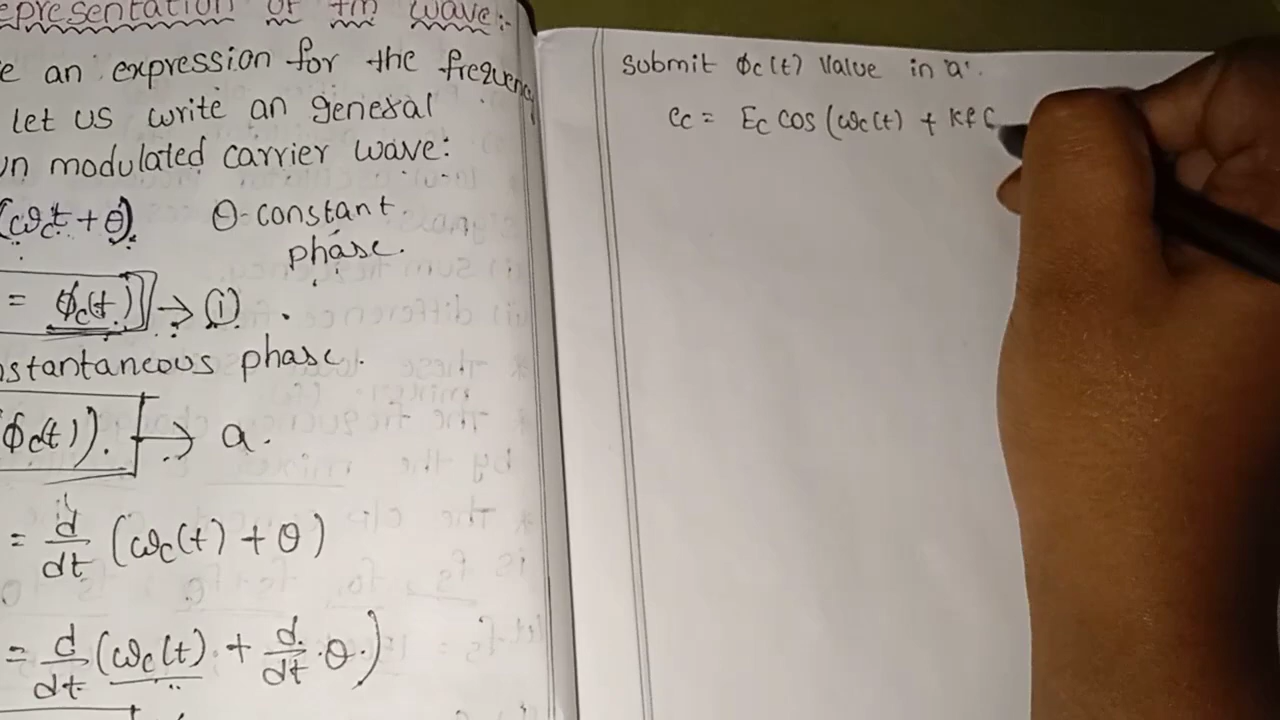 epresentation of fm wave:-
e an expression for the frequency
let us write an general
un modulated carrier wave:
(ωct + θ) θ-constant
phase.
= ϕc(t) → ① .
nstantaneous phase.
ϕc(t)). → a.
= d/dt (ωc(t) + θ)
= d/dt (ωc(t) + d/dt · θ.)
Submit ϕc(t) value in 'a'.
ec = Ec cos (ωc(t) + Kf